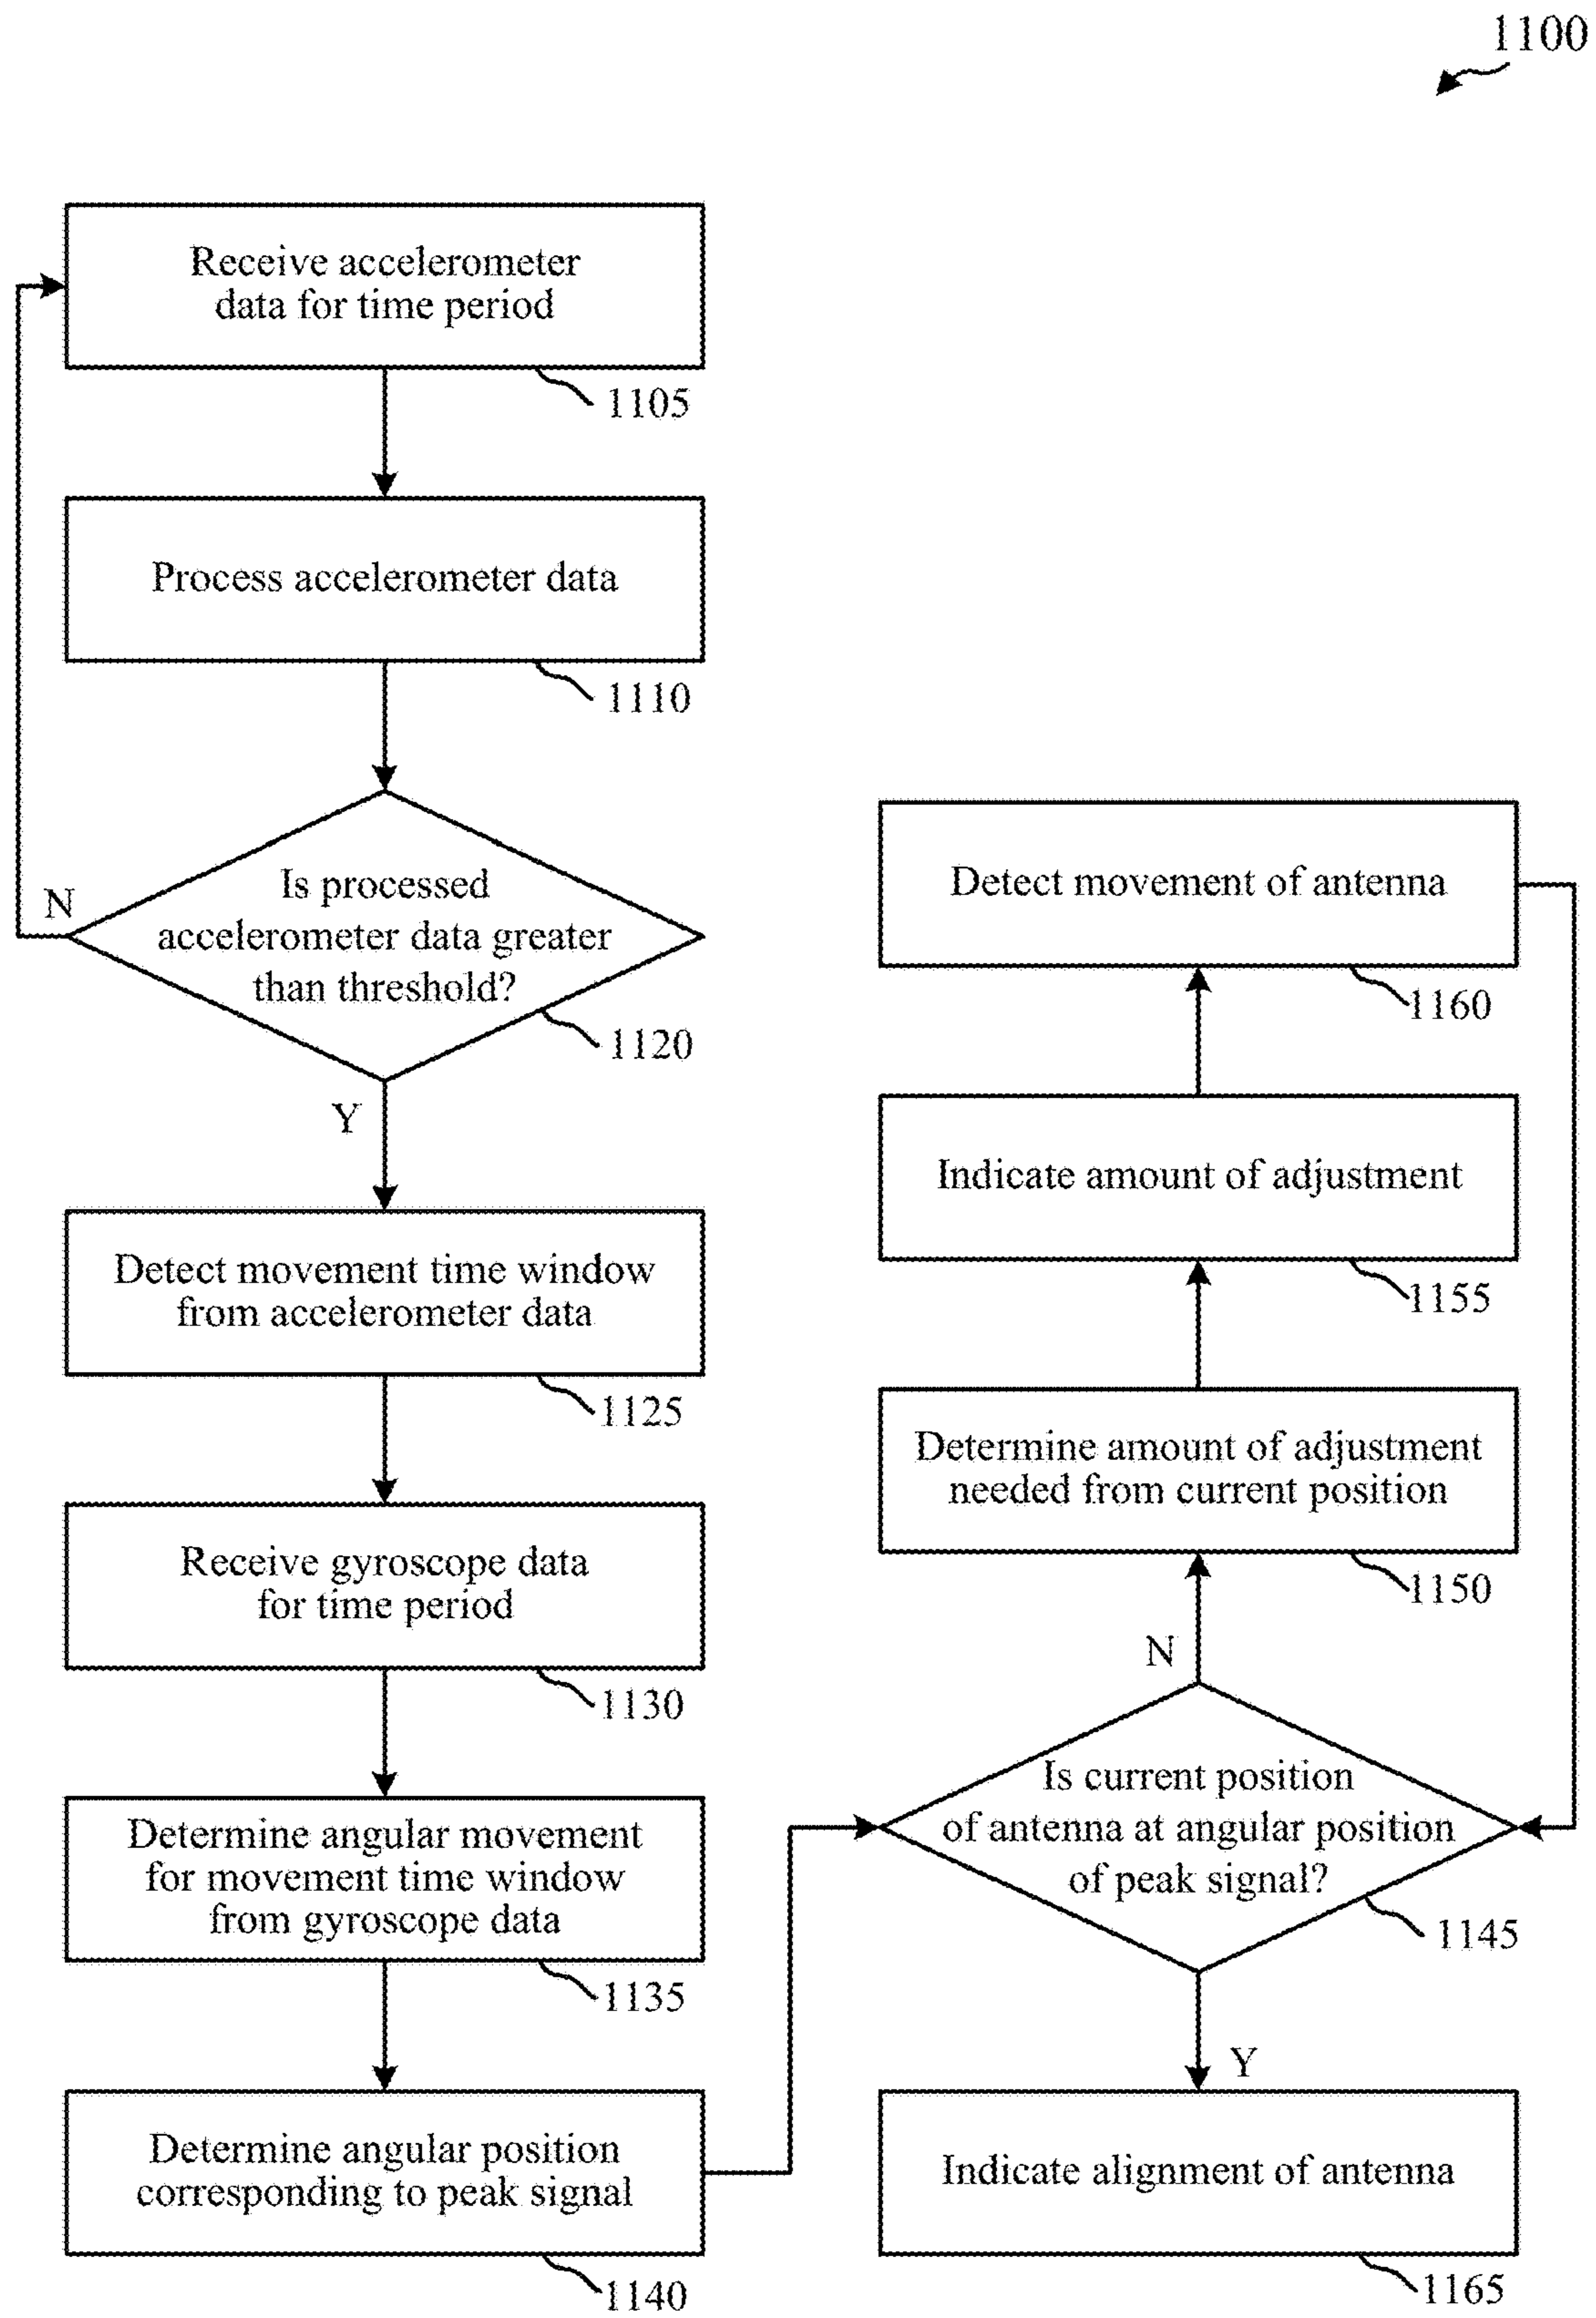 1100
Receive accelerometer
data for time period
1105
Process accelerometer data
1110
Is processed
accelerometer data greater
than threshold?
N
1120
Y
Detect movement time window
from accelerometer data
1125
Receive gyroscope data
for time period
1130
Determine angular movement
for movement time window
from gyroscope data
1135
Determine angular position
corresponding to peak signal
1140
Detect movement of antenna
1160
Indicate amount of adjustment
1155
Determine amount of adjustment
needed from current position
1150
N
Is current position
of antenna at angular position
of peak signal?
1145
Y
Indicate alignment of antenna
1165